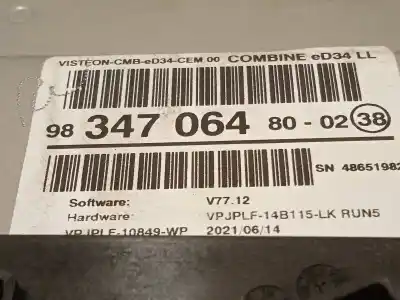 VISTEON-CMB-eD34-CEM 00 COMBINE eD34 LL
98 347 064 80-02 38
SN 48651982
Software: V77.12
Hardware: VPJPLF-14B115-LK RUN5
VPJPLF-10849-WP 2021/06/14